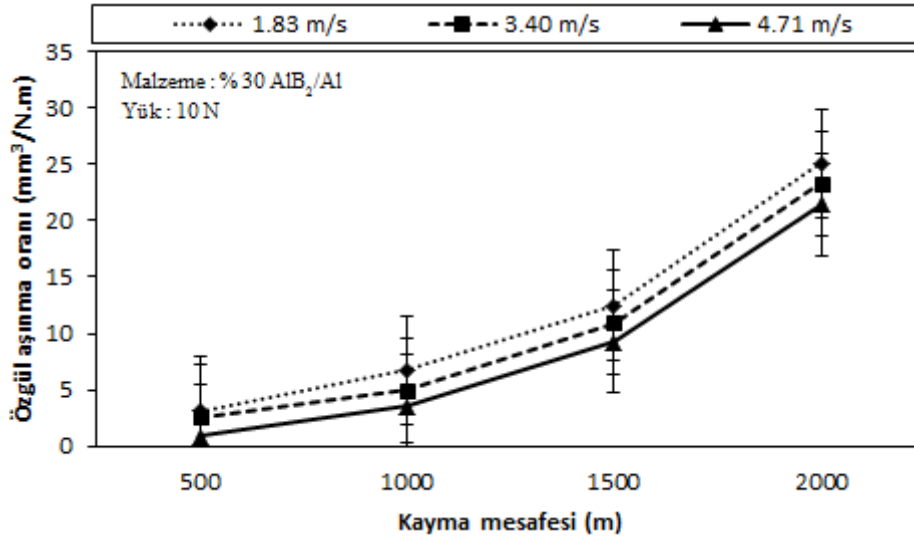 1.83 m/s 3.40 m/s 4.71 m/s
Özgül aşınma oranı (mm³/N.m)
35
30
25
20
15
10
5
0
Malzeme : %30 AlB₂/Al
Yük : 10 N
500 1000 1500 2000
Kayma mesafesi (m)